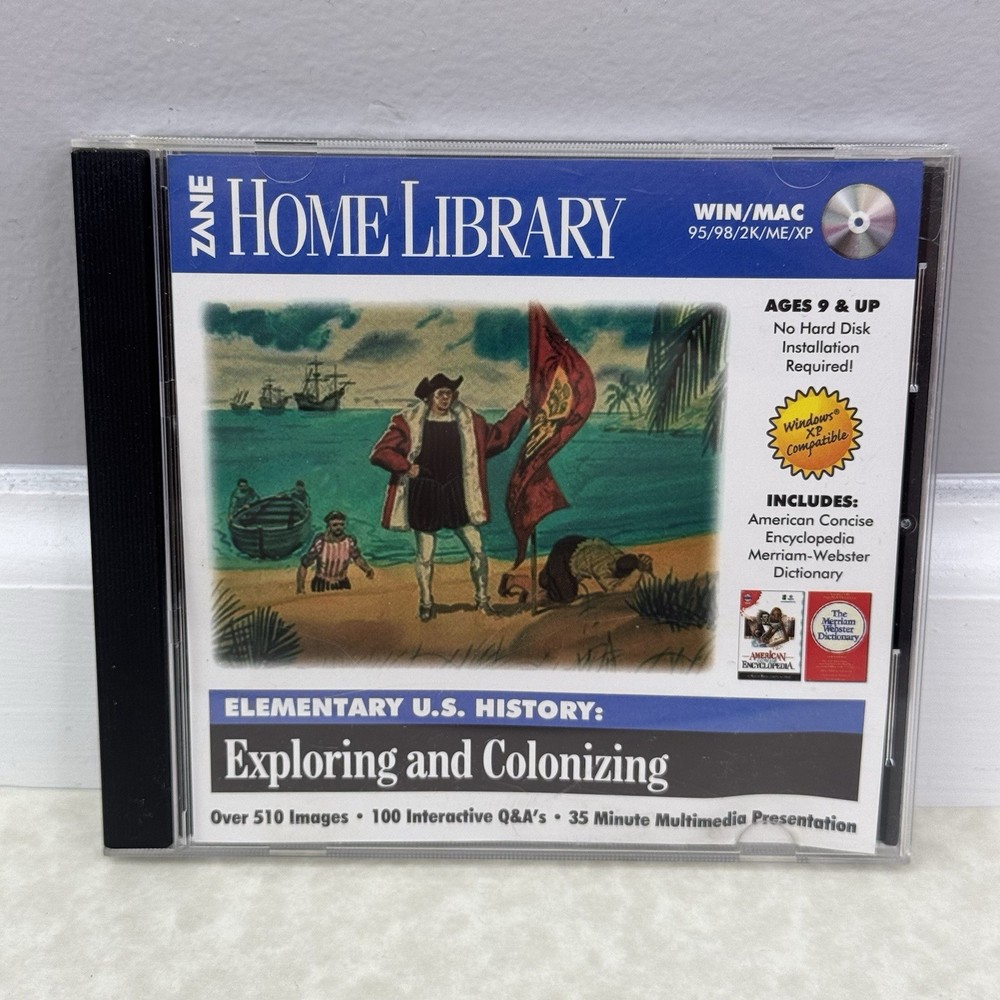 ZANE
HOME LIBRARY
WIN/MAC
95/98/2K/ME/XP
AGES 9 & UP
No Hard Disk
Installation
Required!
Windows®
XP
Compatible
INCLUDES:
American Concise
Encyclopedia
Merriam-Webster
Dictionary
AMERICAN
ENCYCLOPEDIA
The
Merriam
Webster
Dictionary
ELEMENTARY U.S. HISTORY:
Exploring and Colonizing
Over 510 Images • 100 Interactive Q&A's • 35 Minute Multimedia Presentation